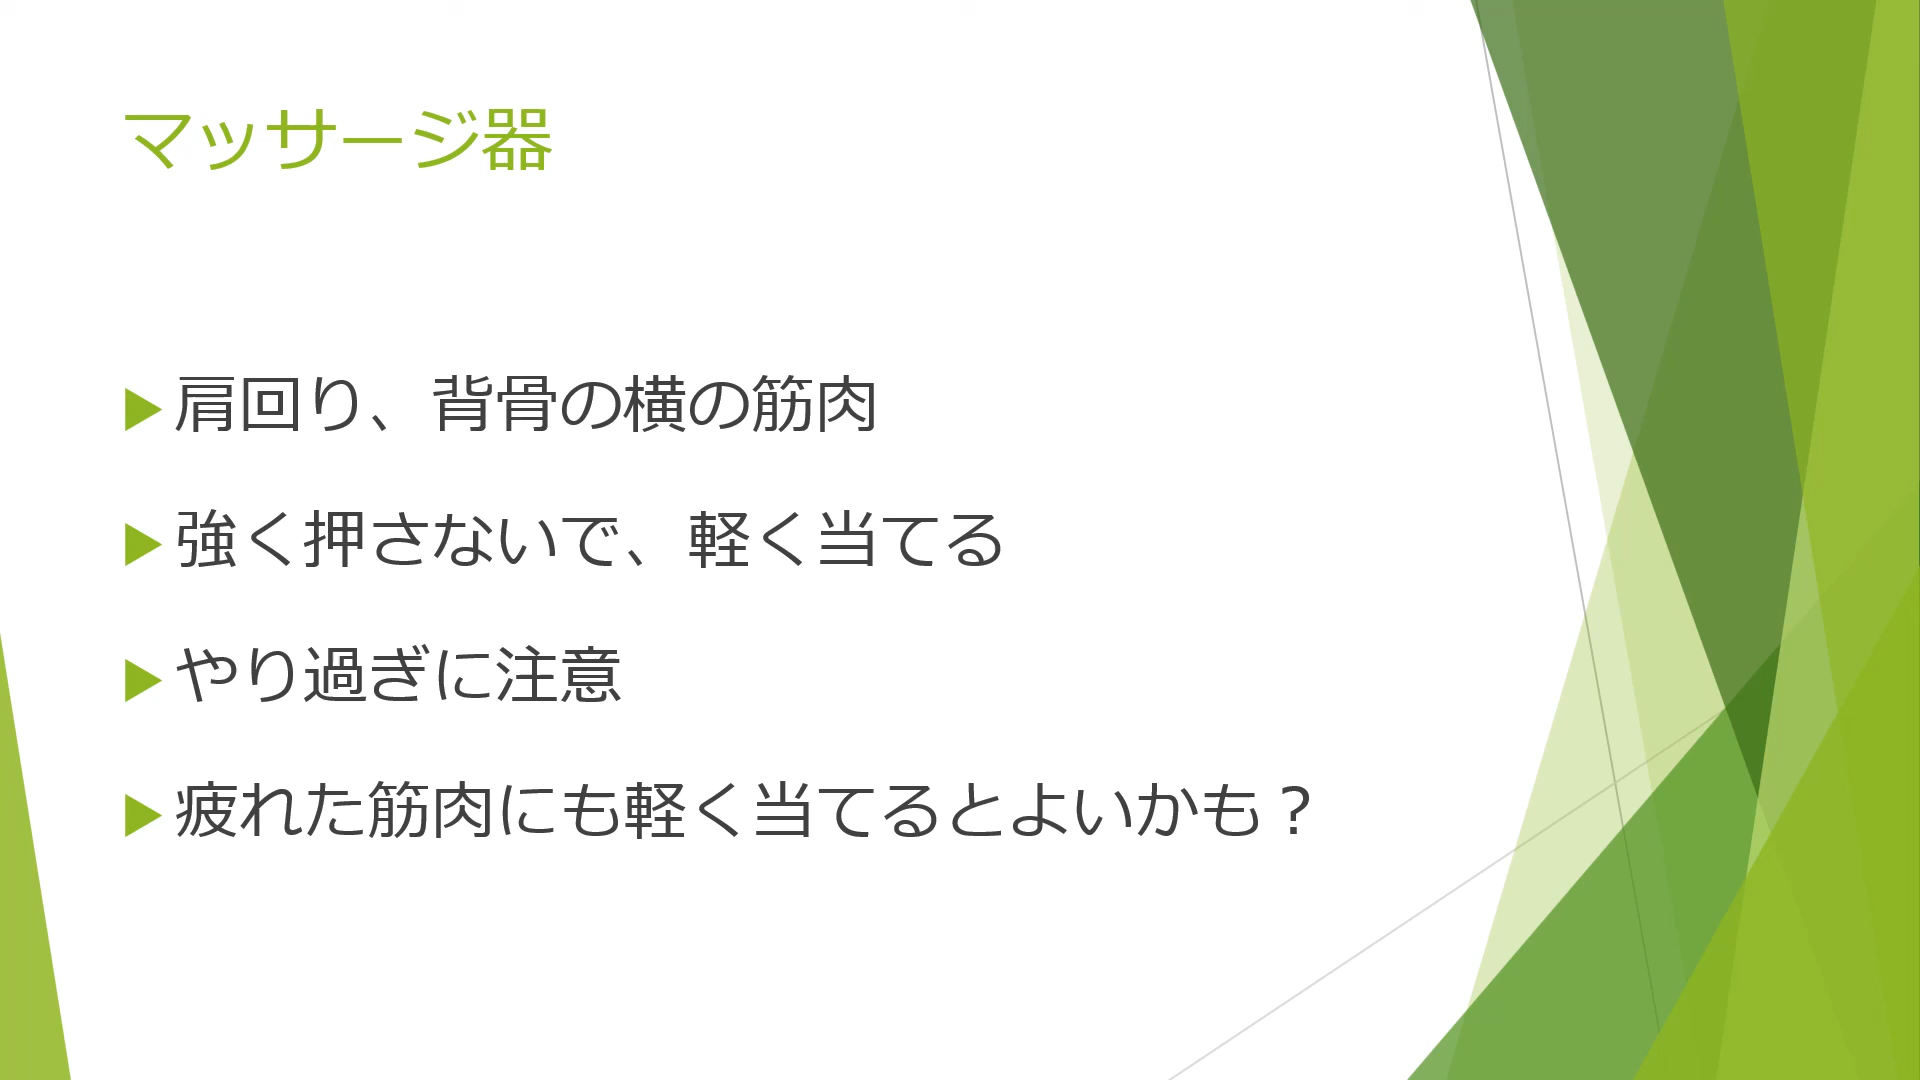 マッサージ器
肩回り、背骨の横の筋肉
強く押さないで、軽く当てる
やり過ぎに注意
疲れた筋肉にも軽く当てるとよいかも？